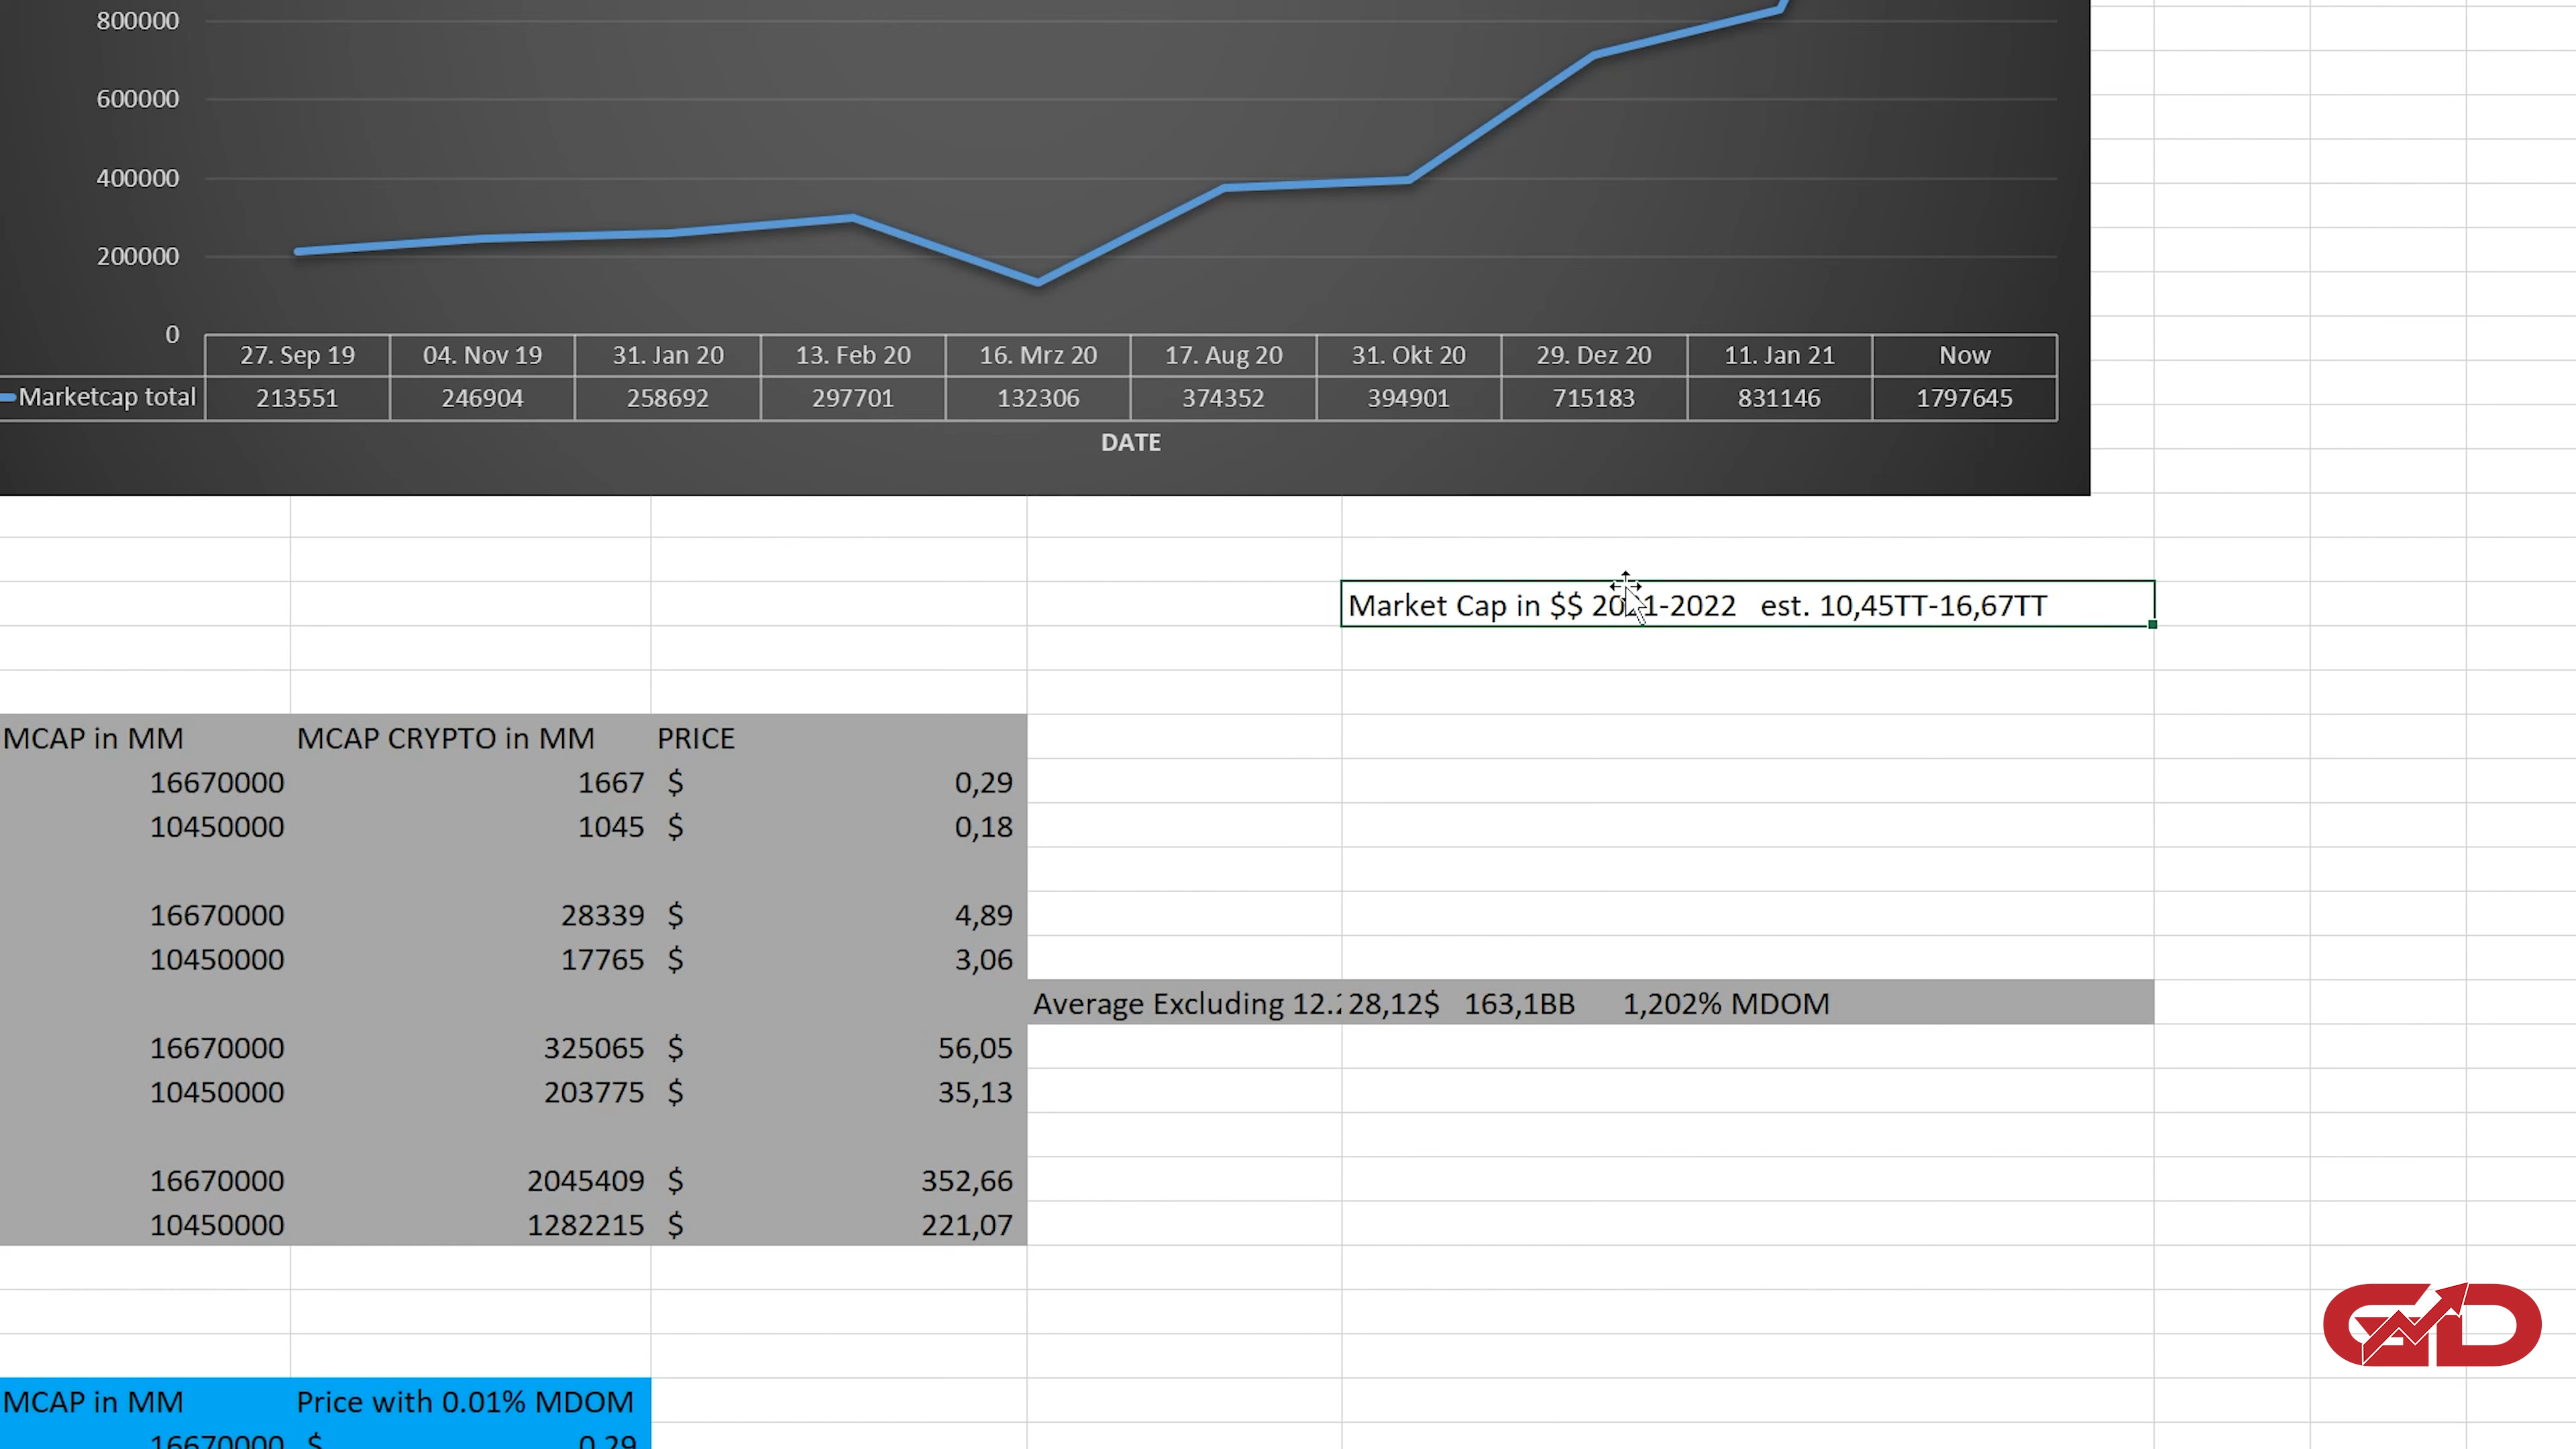 800000
600000
400000
200000
0
27. Sep 19 04. Nov 19 31. Jan 20 13. Feb 20 16. Mrz 20 17. Aug 20 31. Okt 20 29. Dez 20 11. Jan 21 Now
Marketcap total 213551 246904 258692 297701 132306 374352 394901 715183 831146 1797645
DATE
Market Cap in $$ 2021-2022 est. 10,45TT-16,67TT
MCAP in MM MCAP CRYPTO in MM PRICE
16670000 1667 $ 0,29
10450000 1045 $ 0,18
16670000 28339 $ 4,89
10450000 17765 $ 3,06
Average Excluding 12. 28,12$ 163,1BB 1,202% MDOM
16670000 325065 $ 56,05
10450000 203775 $ 35,13
16670000 2045409 $ 352,66
10450000 1282215 $ 221,07
MCAP in MM Price with 0.01% MDOM
16670000 $ 0,29